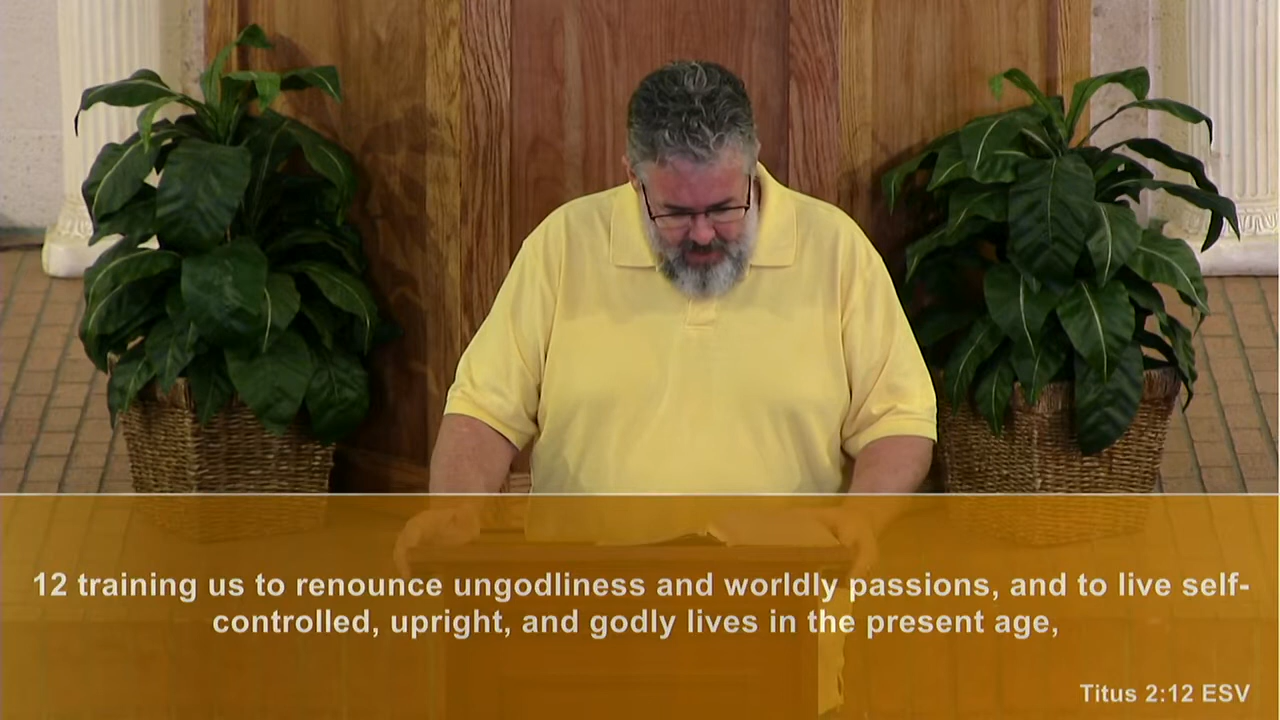 12 training us to renounce ungodliness and worldly passions, and to live self-
controlled, upright, and godly lives in the present age,
Titus 2:12 ESV